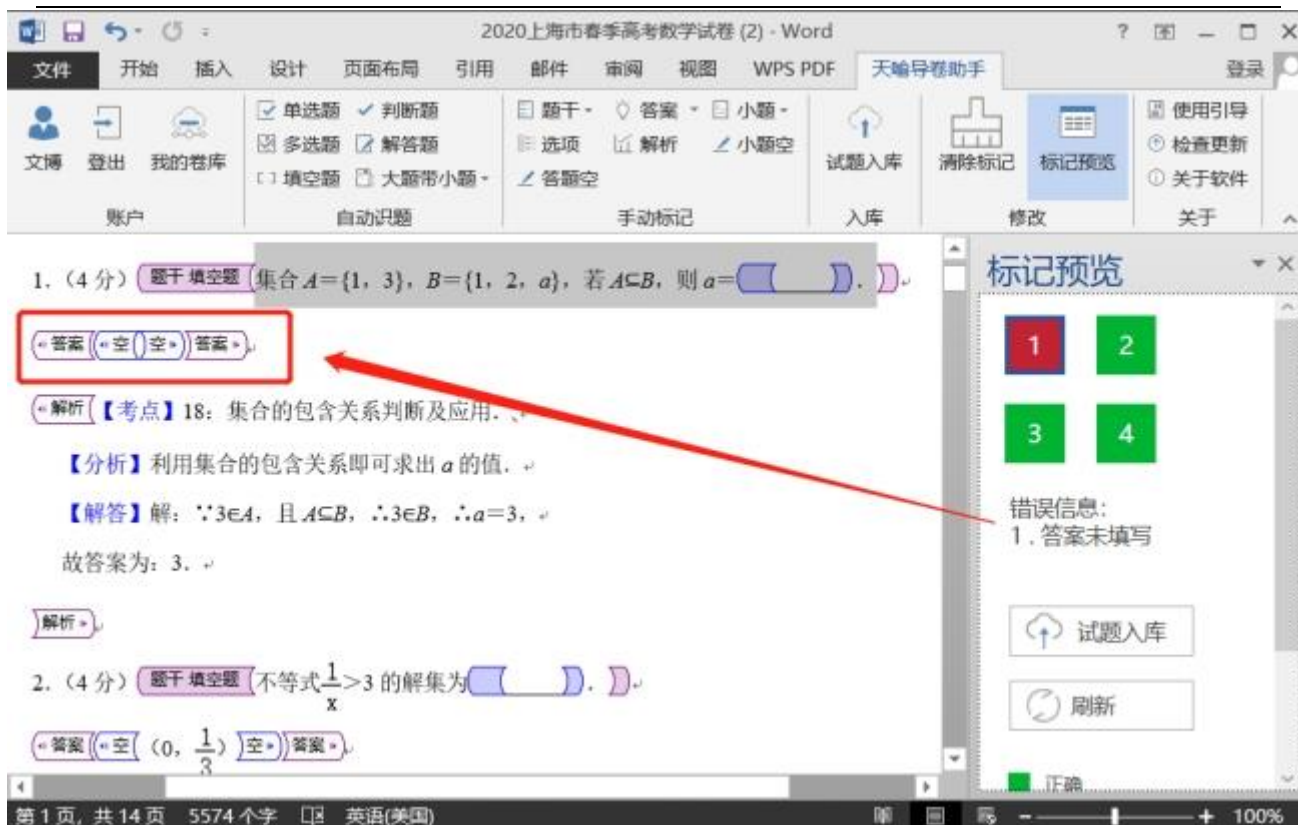 2020上海市春季高考数学试卷 (2) - Word
文件 开始 插入 设计 页面布局 引用 邮件 审阅 视图 WPS PDF 天喻导卷助手 登录
单选题 判断题 题干 答案 小题 使用引导
多选题 解答题 选项 解析 小题空 检查更新
填空题 大题带小题 答题空 关于软件
文博 登出 我的卷库 试题入库 清除标记 标记预览
账户 自动识题 手动标记 入库 修改 关于
1.（4 分） 题干 填空题 集合 A＝{1，3}，B＝{1，2，a}，若 A⊆B，则 a＝( ____ )．
答案 空 空 答案
解析 【考点】18：集合的包含关系判断及应用．
【分析】利用集合的包含关系即可求出 a 的值．
【解答】解：∵3∈A，且 A⊆B，∴3∈B，∴a＝3，
故答案为：3．
解析
2.（4 分） 题干 填空题 不等式 1/x＞3 的解集为( ____ )．
答案 空 （0，1/3） 空 答案
标记预览
1 2
3 4
错误信息：
1 . 答案未填写
试题入库
刷新
正确
第 1 页，共 14 页 5574 个字 英语(美国) 100%